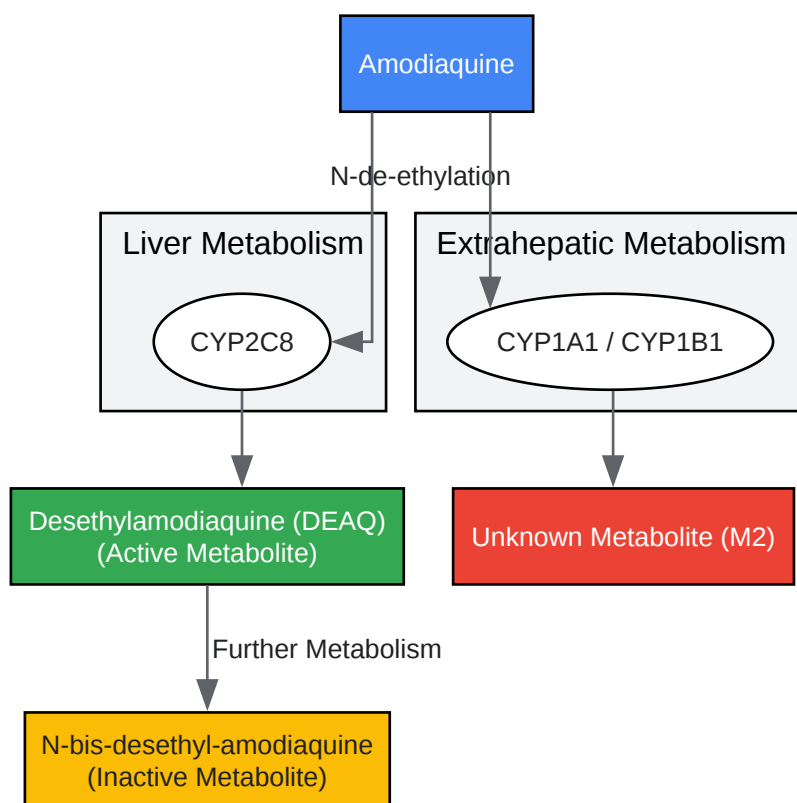 Amodiaquine
N-de-ethylation
Liver Metabolism
Extrahepatic Metabolism
CYP2C8
CYP1A1 / CYP1B1
Desethylamodiaquine (DEAQ)
(Active Metabolite)
Unknown Metabolite (M2)
Further Metabolism
N-bis-desethyl-amodiaquine
(Inactive Metabolite)